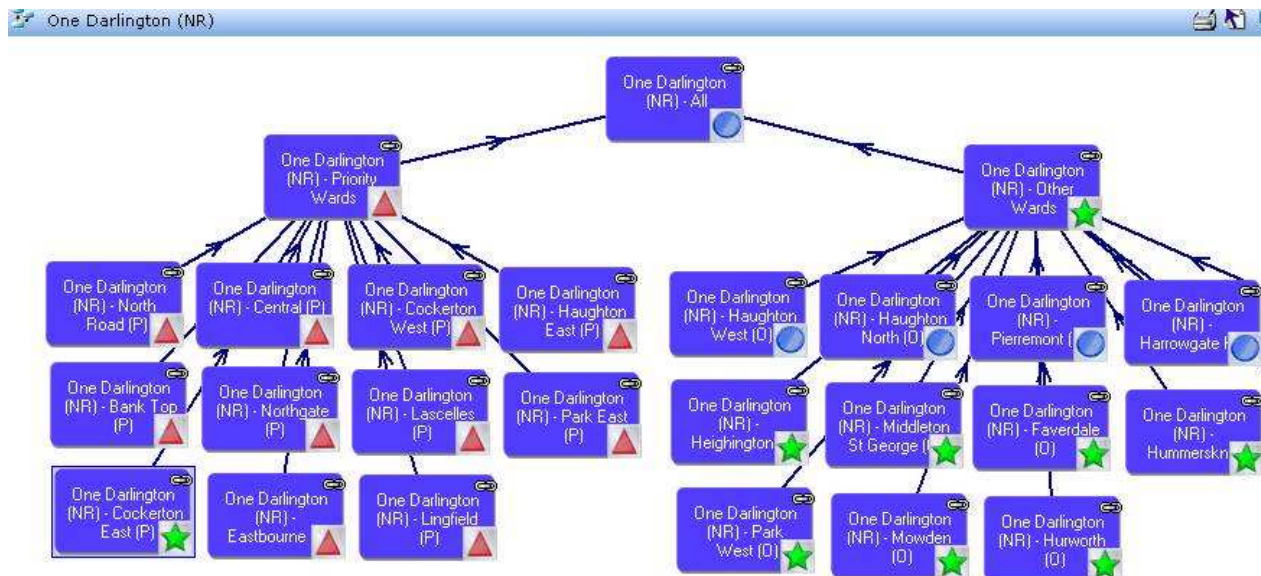 One Darlington (NR)
One Darlington
(NR) - All
One Darlington
(NR) - Priority
Wards
One Darlington
(NR) - Other
Wards
One Darlington
(NR) - North
Road (P)
One Darlington
(NR) - Central (P)
One Darlington
(NR) - Cockerton
West (P)
One Darlington
(NR) - Haughton
East (P)
One Darlington
(NR) - Haughton
West (O)
One Darlington
(NR) - Haughton
North (O)
One Darlington
(NR) -
Pierremont (
One Darlington
(NR) -
Harrowgate
One Darlington
(NR) - Bank Top
(P)
One Darlington
(NR) - Northgate
(P)
One Darlington
(NR) - Lascelles
(P)
One Darlington
(NR) - Park East
(P)
One Darlington
(NR) -
Heighington
One Darlington
(NR) - Middleton
St George (
One Darlington
(NR) - Faverdale
(O)
One Darlington
(NR) -
Hummerskn
One Darlington
(NR) - Cockerton
East (P)
One Darlington
(NR) -
Eastbourne
One Darlington
(NR) - Lingfield
(P)
One Darlington
(NR) - Park
West (O)
One Darlington
(NR) - Mowden
(O)
One Darlington
(NR) - Hurworth
(O)